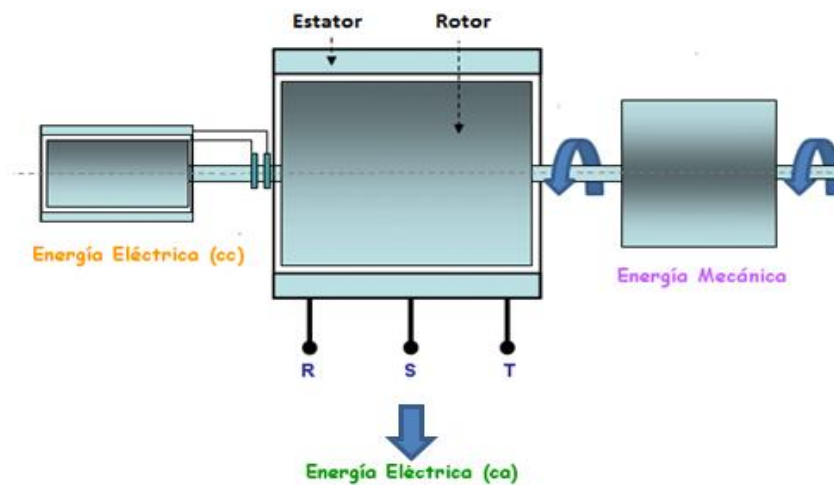 Estator
Rotor
Energía Eléctrica (cc)
Energía Mecánica
R
S
T
Energía Eléctrica (ca)